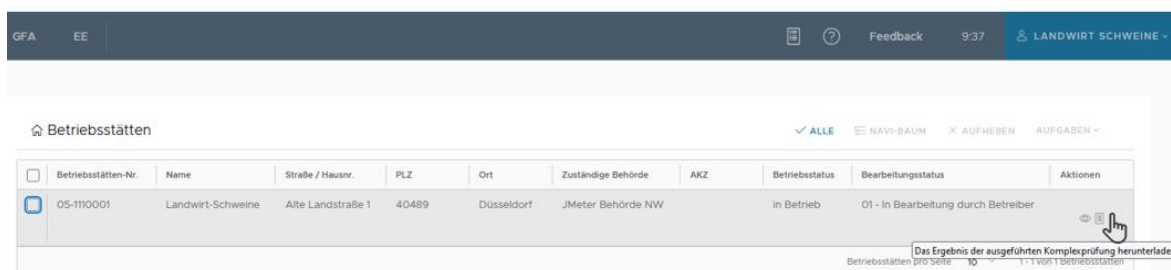 GFA EE Feedback 9:37 LANDWIRT SCHWEINE
Betriebsstätten ALLE NAVI-BAUM AUFHEBEN AUFGABEN
Betriebsstätten-Nr. Name Straße / Hausnr. PLZ Ort Zuständige Behörde AKZ Betriebsstatus Bearbeitungsstatus Aktionen
05-1110001 Landwirt-Schweine Alte Landstraße 1 40489 Düsseldorf JMeter Behörde NW in Betrieb 01 - In Bearbeitung durch Betreiber
Das Ergebnis der ausgeführten Komplexprüfung herunterlade
Betriebsstätten pro Seite 10 1 - 1 von 1 Betriebsstätten